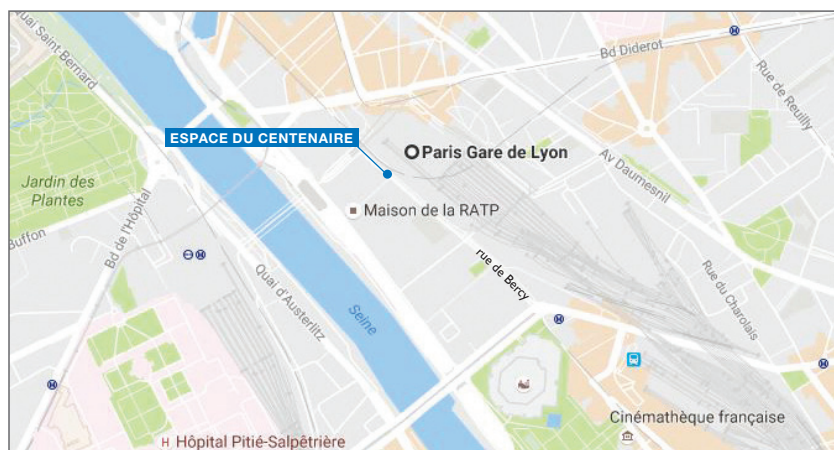 Quai Saint-Bernard
Bd Diderot
Rue de Reuilly
ESPACE DU CENTENAIRE
Paris Gare de Lyon
Av Daumesnil
Jardin des
Plantes
Maison de la RATP
Buffon
Bd de l'Hôpital
rue de Bercy
Rue du Charolais
Quai d'Austerlitz
Seine
Cinémathèque française
H Hôpital Pitié-Salpêtrière